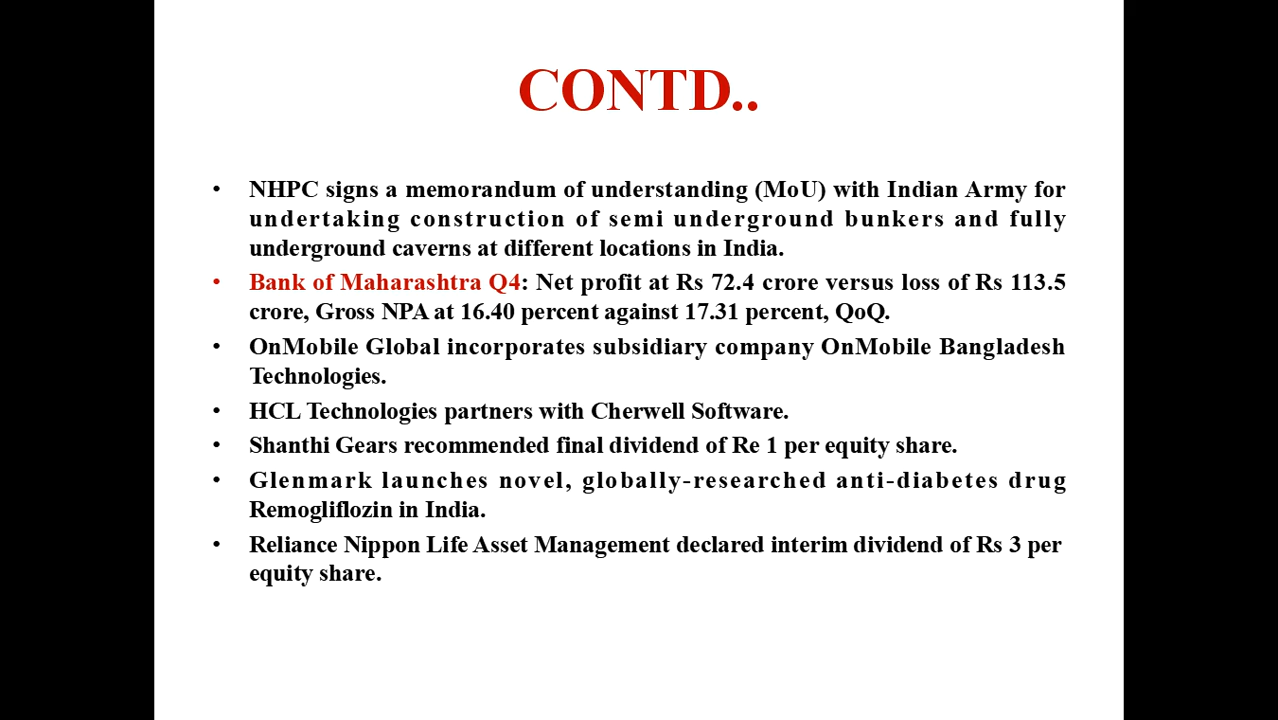 CONTD..
• NHPC signs a memorandum of understanding (MoU) with Indian Army for
undertaking construction of semi underground bunkers and fully
underground caverns at different locations in India.
• Bank of Maharashtra Q4: Net profit at Rs 72.4 crore versus loss of Rs 113.5
crore, Gross NPA at 16.40 percent against 17.31 percent, QoQ.
• OnMobile Global incorporates subsidiary company OnMobile Bangladesh
Technologies.
• HCL Technologies partners with Cherwell Software.
• Shanthi Gears recommended final dividend of Re 1 per equity share.
• Glenmark launches novel, globally-researched anti-diabetes drug
Remogliflozin in India.
• Reliance Nippon Life Asset Management declared interim dividend of Rs 3 per
equity share.